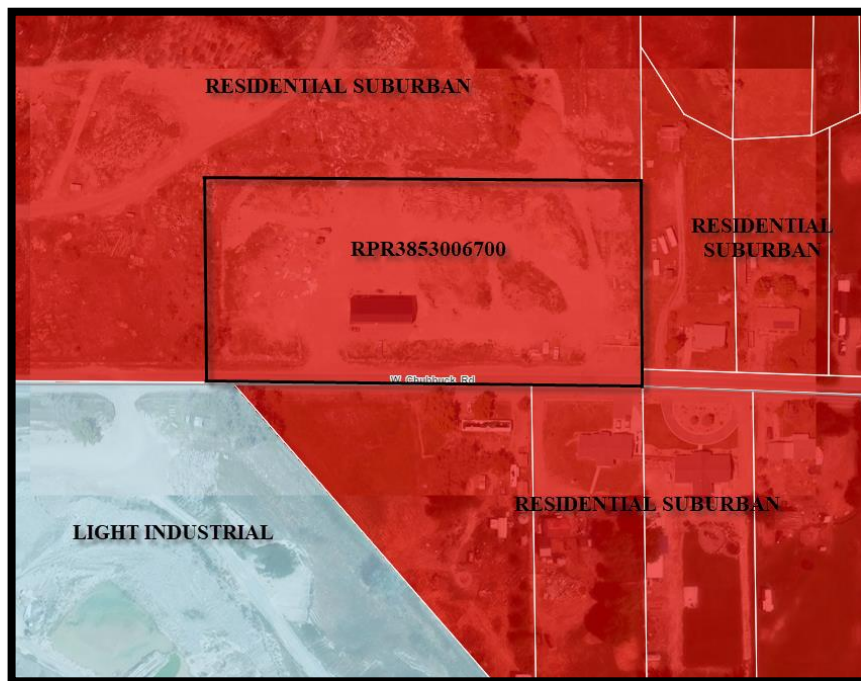 RESIDENTIAL SUBURBAN
RPR3853006700
RESIDENTIAL
SUBURBAN
W Chubbuck Rd
RESIDENTIAL SUBURBAN
LIGHT INDUSTRIAL